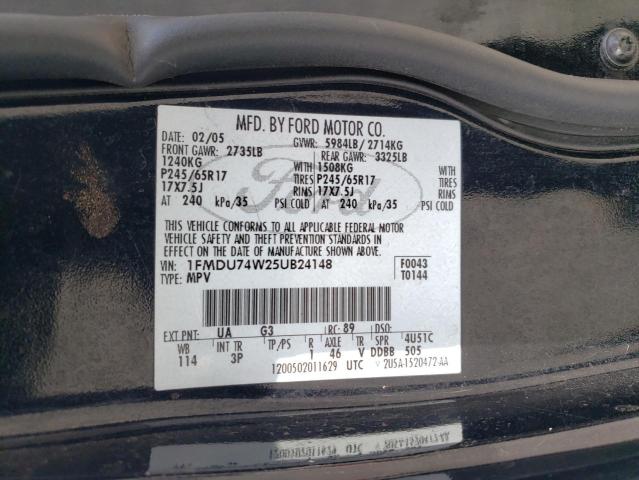 MFD. BY FORD MOTOR CO.
DATE: 02/05 GVWR: 5984LB/ 2714KG
FRONT GAWR: 2735LB REAR GAWR: 3325LB
1240KG WITH 1508KG WITH
P245/65R17 TIRES P245/65R17 TIRES
17X7.5J RIMS 17X7.5J RIMS
AT 240 kPa/35 PSI COLD AT 240 kPa/35 PSI COLD
Ford
THIS VEHICLE CONFORMS TO ALL APPLICABLE FEDERAL MOTOR
VEHICLE SAFETY AND THEFT PREVENTION STANDARDS IN
EFFECT ON THE DATE OF MANUFACTURE SHOWN ABOVE.
VIN: 1FMDU74W25UB24148 F0043
TYPE: MPV T0144
EXT PNT: UA G3 RC: 89 DSO:
WB INT TR TP/PS R AXLE TR SPR 4U51C
114 3P 1 46 V DDBB 505
1200502011629 UTC 2U5A-1520472-AA